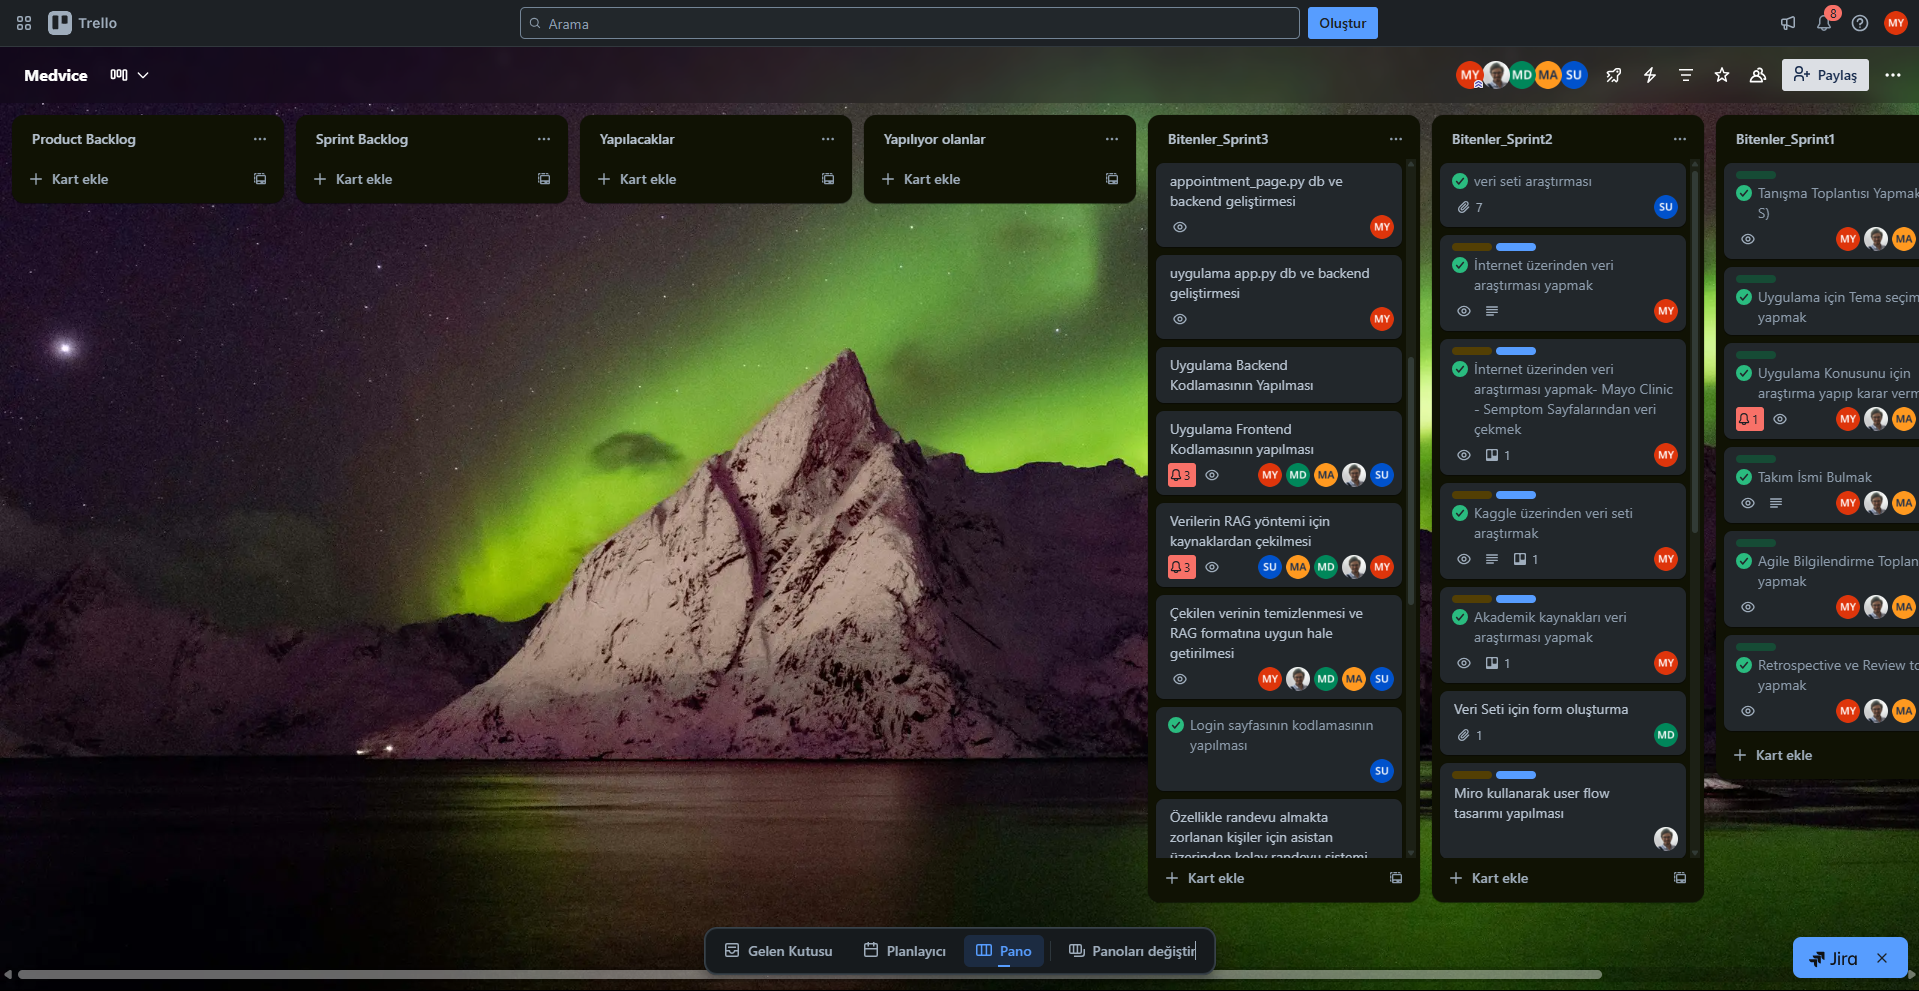 Trello
Arama
Oluştur
8
MY
Medvice
MY
MD
MA
SU
Paylaş
Product Backlog
Kart ekle
Sprint Backlog
Kart ekle
Yapılacaklar
Kart ekle
Yapılıyor olanlar
Kart ekle
Bitenler_Sprint3
appointment_page.py db ve
backend geliştirmesi
MY
uygulama app.py db ve backend
geliştirmesi
MY
Uygulama Backend
Kodlamasının Yapılması
Uygulama Frontend
Kodlamasının yapılması
3
MY MD MA SU
Verilerin RAG yöntemi için
kaynaklardan çekilmesi
3
SU MA MD MY
Çekilen verinin temizlenmesi ve
RAG formatına uygun hale
getirilmesi
MY MD MA SU
Login sayfasının kodlamasının
yapılması
SU
Özellikle randevu almakta
zorlanan kişiler için asistan
üzerinden kolay randevu sistemi
Kart ekle
Bitenler_Sprint2
veri seti araştırması
7
SU
İnternet üzerinden veri
araştırması yapmak
MY
İnternet üzerinden veri
araştırması yapmak- Mayo Clinic
- Semptom Sayfalarından veri
çekmek
1
MY
Kaggle üzerinden veri seti
araştırmak
1
MY
Akademik kaynakları veri
araştırması yapmak
1
MY
Veri Seti için form oluşturma
1
MD
Miro kullanarak user flow
tasarımı yapılması
Kart ekle
Bitenler_Sprint1
Tanışma Toplantısı Yapmak
S)
MY MA
Uygulama için Tema seçim
yapmak
Uygulama Konusunu için
araştırma yapıp karar verm
1
MY MA
Takım İsmi Bulmak
MY MA
Agile Bilgilendirme Toplan
yapmak
MY MA
Retrospective ve Review to
yapmak
MY MA
Kart ekle
Gelen Kutusu
Planlayıcı
Pano
Panoları değiştir
Jira